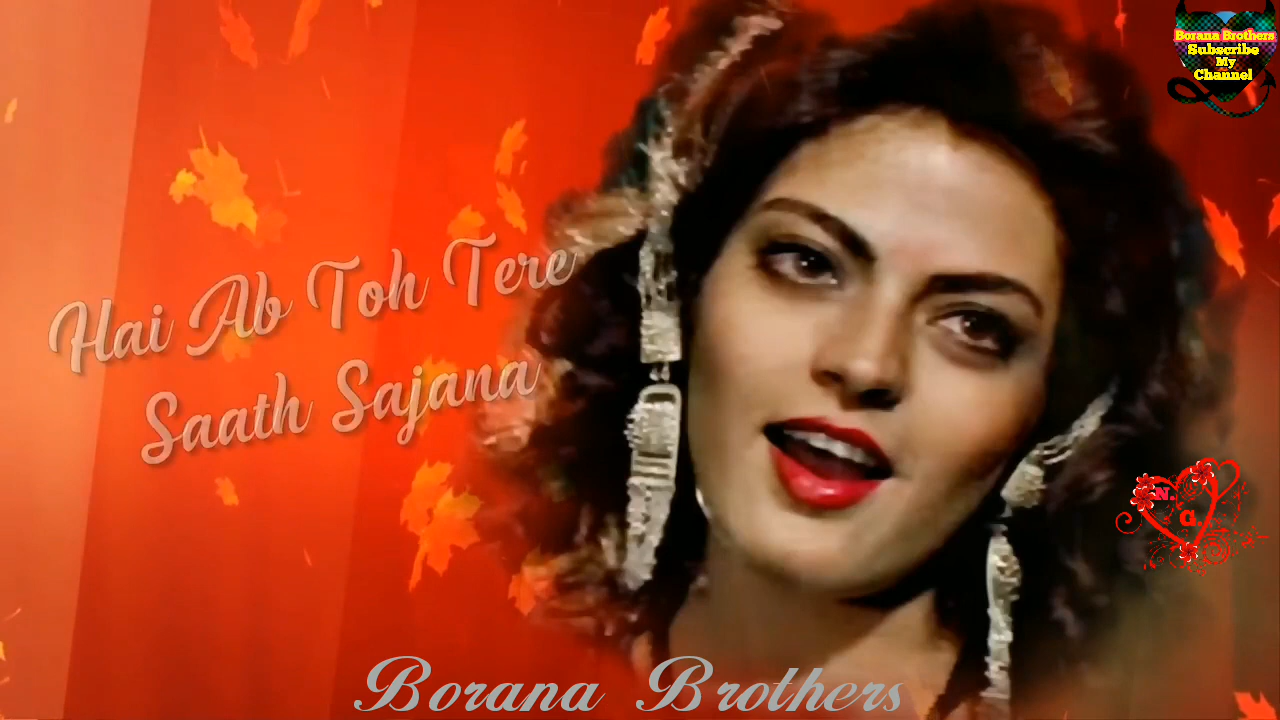 Borana Brothers
Subscribe
My
Channel
Hai Ab Toh Tere
Saath Sajana
N.
a.
Borana Brothers